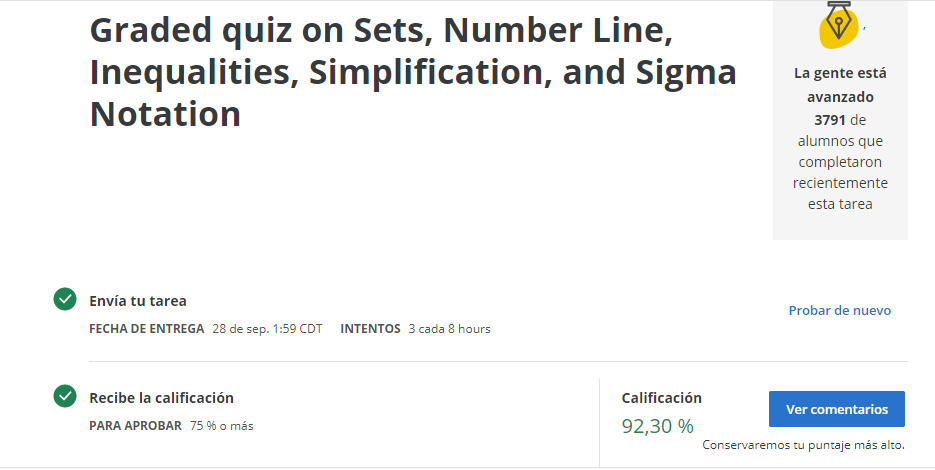 Graded quiz on Sets, Number Line,
Inequalities, Simplification, and Sigma
Notation
,
La gente está
avanzado
3791 de
alumnos que
completaron
recientemente
esta tarea
Envía tu tarea
FECHA DE ENTREGA 28 de sep. 1:59 CDT INTENTOS 3 cada 8 hours
Probar de nuevo
Recibe la calificación
PARA APROBAR 75 % o más
Calificación
92,30 %
Ver comentarios
Conservaremos tu puntaje más alto.